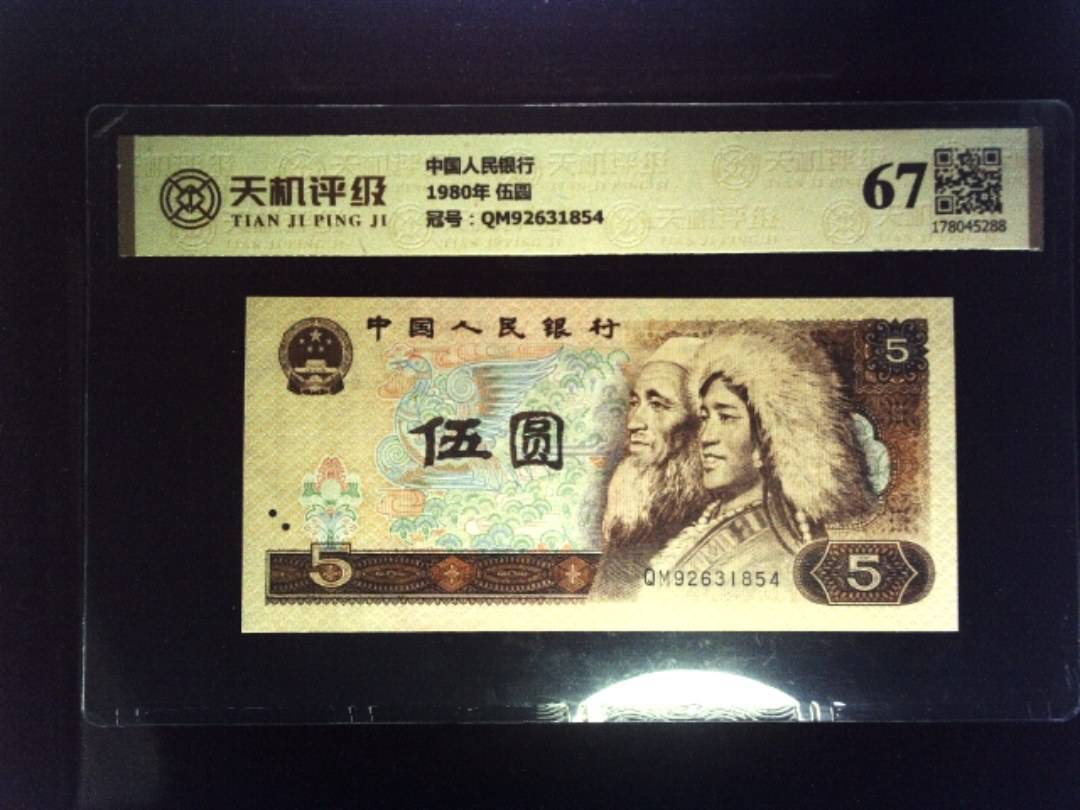 天机评级
TIAN JI PING JI
中国人民银行
1980年 伍圆
冠号：QM92631854
67
178045288
中国人民银行
5
伍圆
5
QM92631854
5